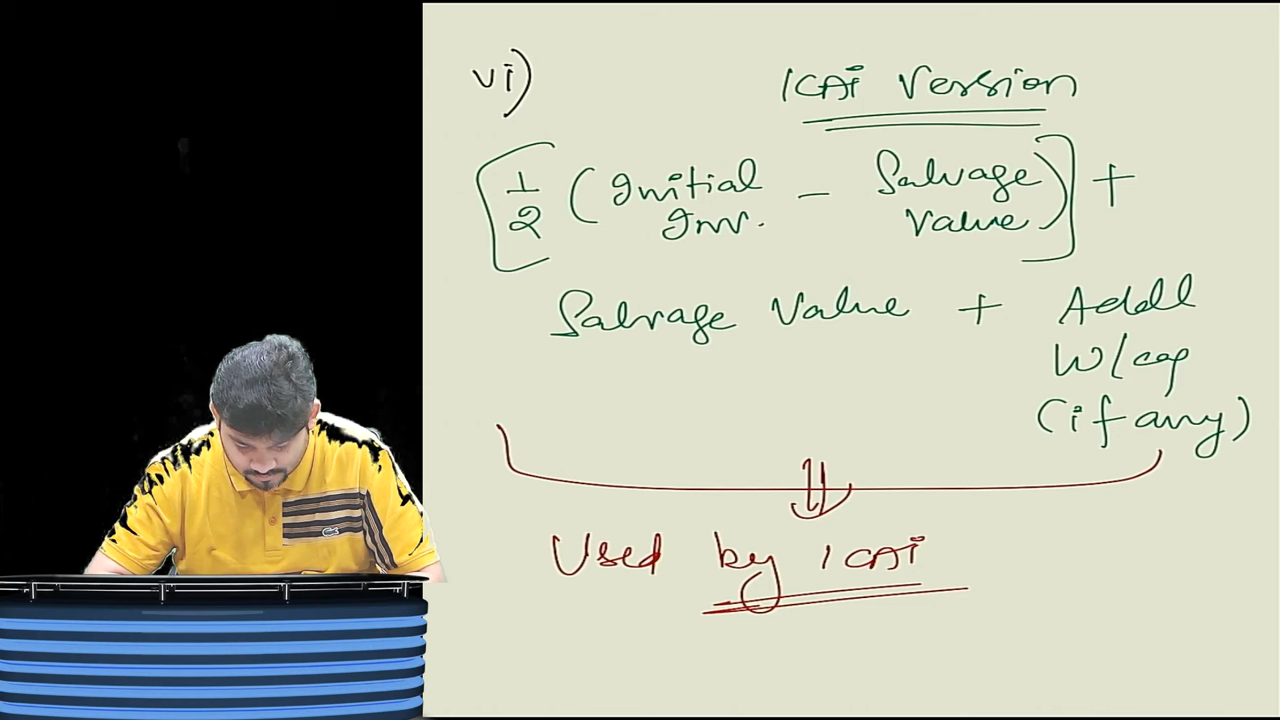 vi) ICAI Version
[1/2 (Initial Inv. - Salvage Value)] +
Salvage Value + Addl
W/cap
(if any)
Used by ICAI